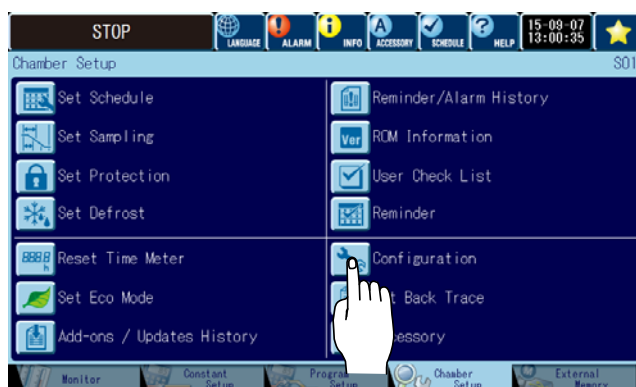 STOP
LANGUAGE
ALARM
INFO
A
ACCESSORY
SCHEDULE
HELP
15-09-07
13:00:35
Chamber Setup
S01
Set Schedule
Reminder/Alarm History
Set Sampling
Ver
ROM Information
Set Protection
User Check List
Set Defrost
Reminder
8888
h
Reset Time Meter
Configuration
Set Eco Mode
Back Trace
Add-ons / Updates History
Monitor
Constant
Setup
Program
Setup
Chamber
Setup
External
Memory